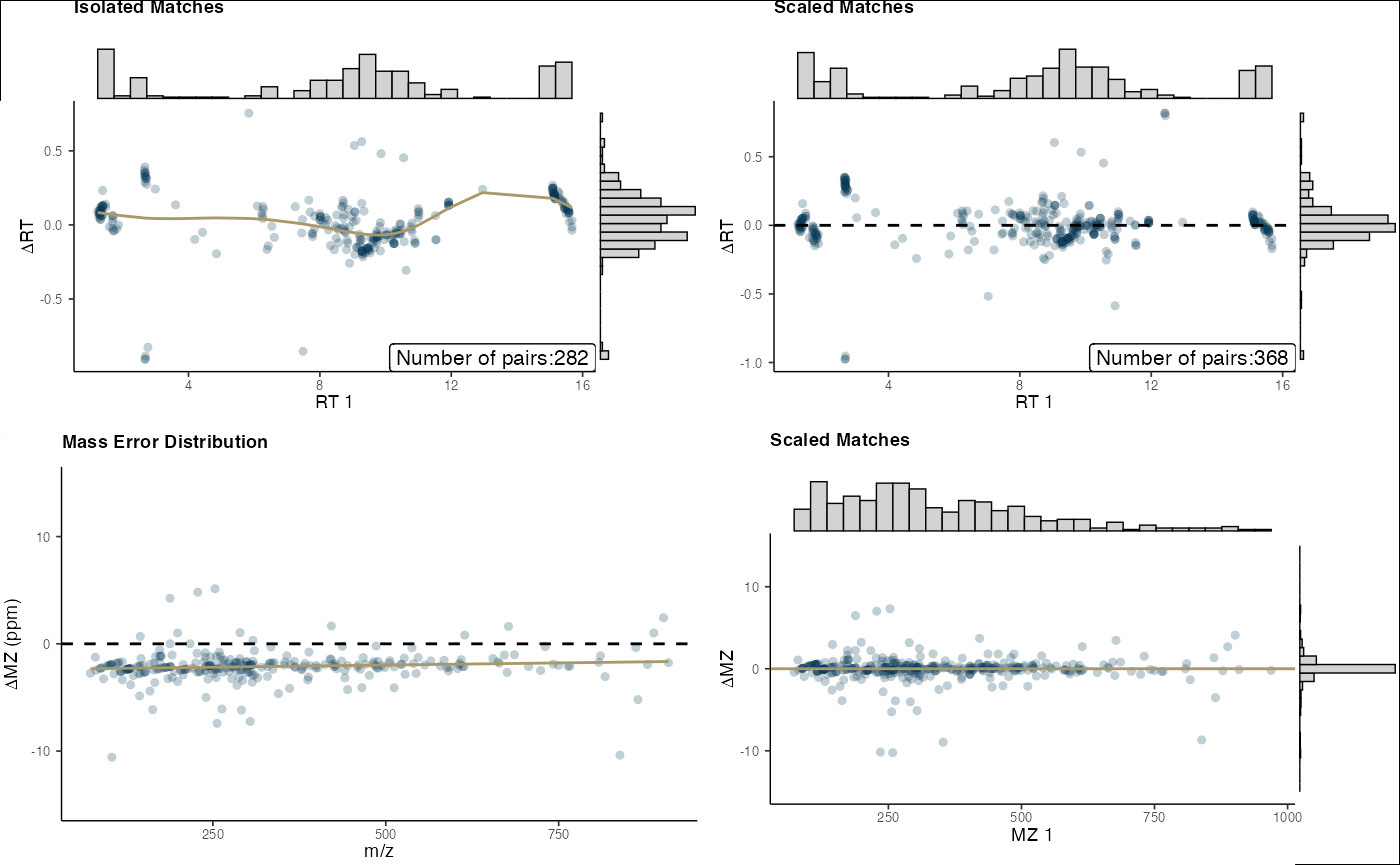 Isolated Matches
0.5
0.0
-0.5
ΔRT
Number of pairs:282
4
8
12
16
RT 1
Scaled Matches
0.5
0.0
-0.5
-1.0
ΔRT
Number of pairs:368
4
8
12
16
RT 1
Mass Error Distribution
10
0
-10
ΔMZ (ppm)
250
500
750
m/z
Scaled Matches
10
0
-10
ΔMZ
250
500
750
1000
MZ 1